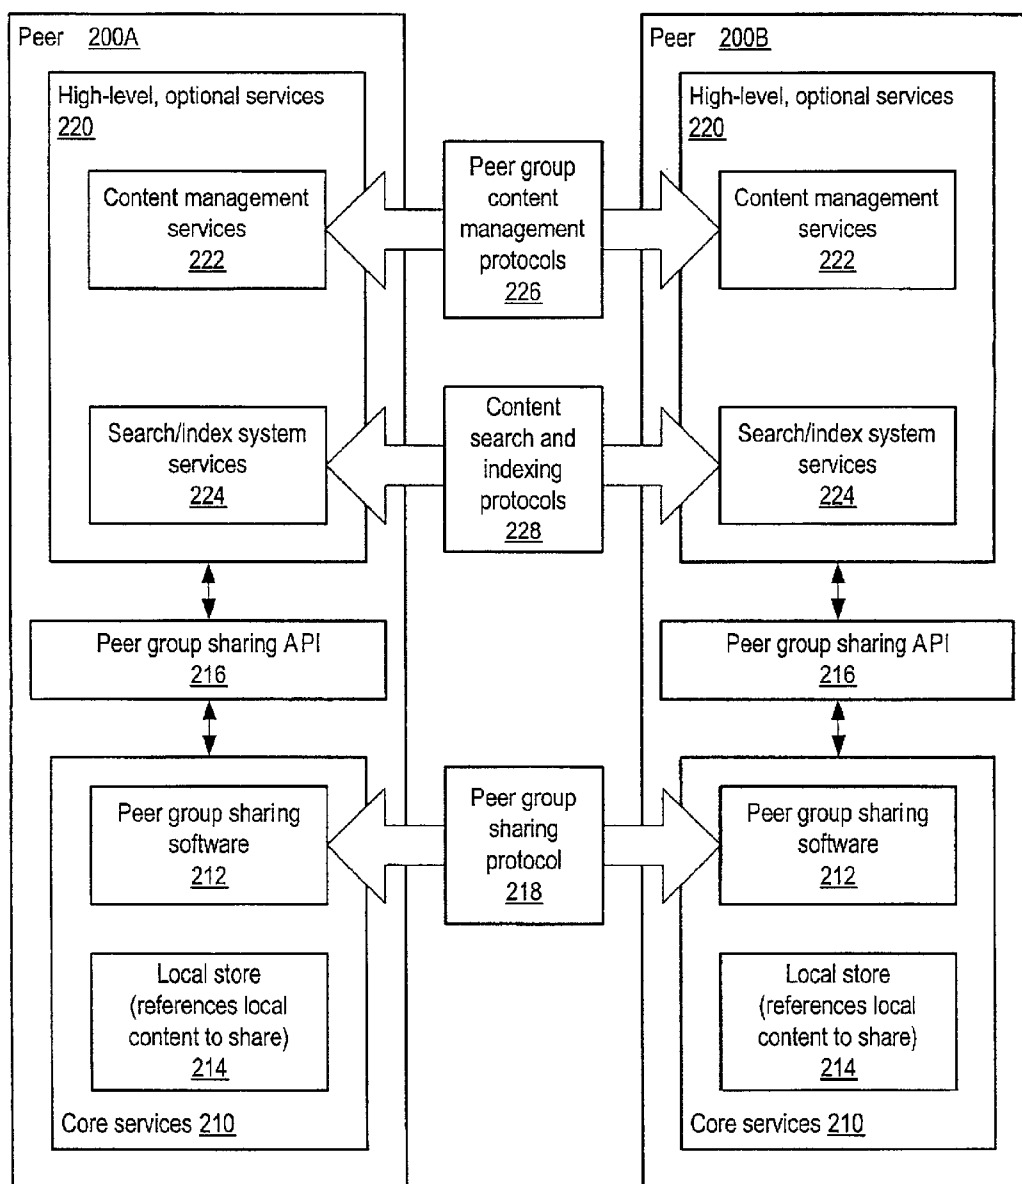 Peer 200A
High-level, optional services
220
Content management
services
222
Search/index system
services
224
Peer group sharing API
216
Peer group sharing
software
212
Local store
(references local
content to share)
214
Core services 210
Peer group
content
management
protocols
226
Content
search and
indexing
protocols
228
Peer group
sharing
protocol
218
Peer 200B
High-level, optional services
220
Content management
services
222
Search/index system
services
224
Peer group sharing API
216
Peer group sharing
software
212
Local store
(references local
content to share)
214
Core services 210